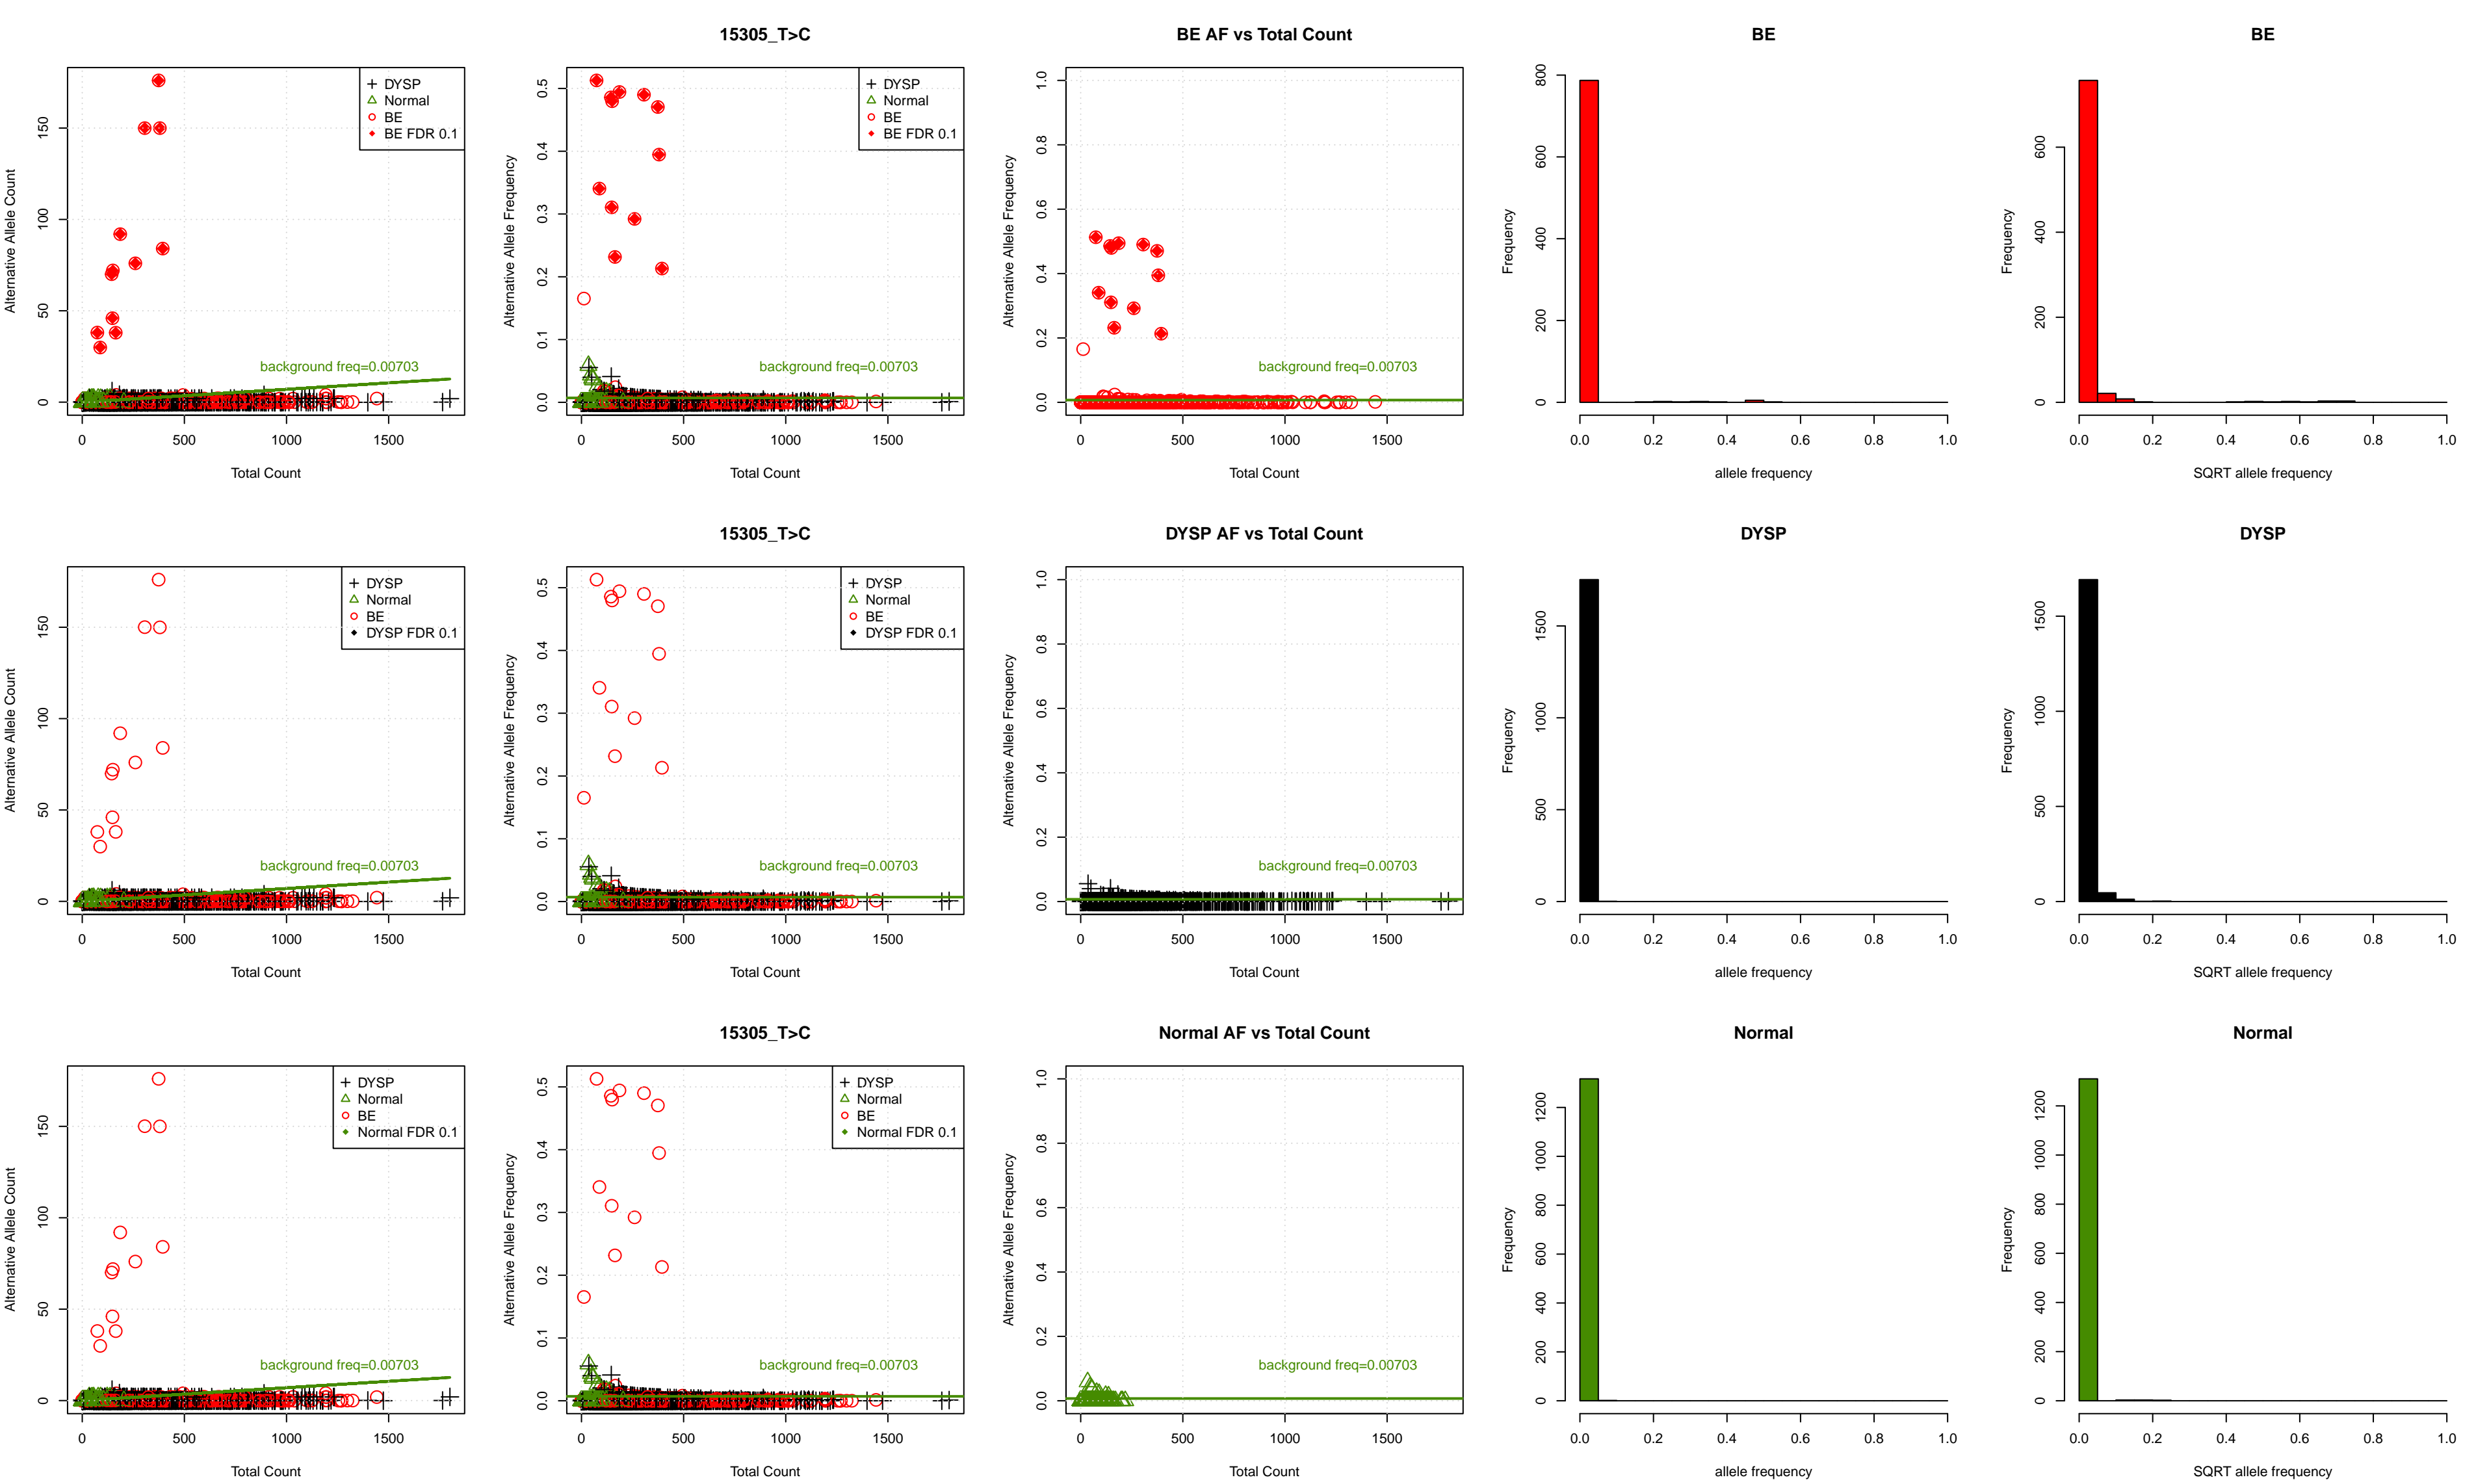 15305_T>C
BE AF vs Total Count
BE
BE
Alternative Allele Count
150
100
50
0
+ DYSP
Normal
BE
BE FDR 0.1
background freq=0.00703
0 500 1000 1500
Total Count
Alternative Allele Frequency
0.5
0.4
0.3
0.2
0.1
0.0
+ DYSP
Normal
BE
BE FDR 0.1
background freq=0.00703
0 500 1000 1500
Total Count
Alternative Allele Frequency
1.0
0.8
0.6
0.4
0.2
0.0
background freq=0.00703
0 500 1000 1500
Total Count
Frequency
800
600
400
200
0
0.0 0.2 0.4 0.6 0.8 1.0
allele frequency
Frequency
600
400
200
0
0.0 0.2 0.4 0.6 0.8 1.0
SQRT allele frequency
15305_T>C
DYSP AF vs Total Count
DYSP
DYSP
Alternative Allele Count
150
100
50
0
+ DYSP
Normal
BE
DYSP FDR 0.1
background freq=0.00703
0 500 1000 1500
Total Count
Alternative Allele Frequency
0.5
0.4
0.3
0.2
0.1
0.0
+ DYSP
Normal
BE
DYSP FDR 0.1
background freq=0.00703
0 500 1000 1500
Total Count
Alternative Allele Frequency
1.0
0.8
0.6
0.4
0.2
0.0
background freq=0.00703
0 500 1000 1500
Total Count
Frequency
1500
1000
500
0
0.0 0.2 0.4 0.6 0.8 1.0
allele frequency
Frequency
1500
1000
500
0
0.0 0.2 0.4 0.6 0.8 1.0
SQRT allele frequency
15305_T>C
Normal AF vs Total Count
Normal
Normal
Alternative Allele Count
150
100
50
0
+ DYSP
Normal
BE
Normal FDR 0.1
background freq=0.00703
0 500 1000 1500
Total Count
Alternative Allele Frequency
0.5
0.4
0.3
0.2
0.1
0.0
+ DYSP
Normal
BE
Normal FDR 0.1
background freq=0.00703
0 500 1000 1500
Total Count
Alternative Allele Frequency
1.0
0.8
0.6
0.4
0.2
0.0
background freq=0.00703
0 500 1000 1500
Total Count
Frequency
1200
1000
800
600
400
200
0
0.0 0.2 0.4 0.6 0.8 1.0
allele frequency
Frequency
1200
1000
800
600
400
200
0
0.0 0.2 0.4 0.6 0.8 1.0
SQRT allele frequency